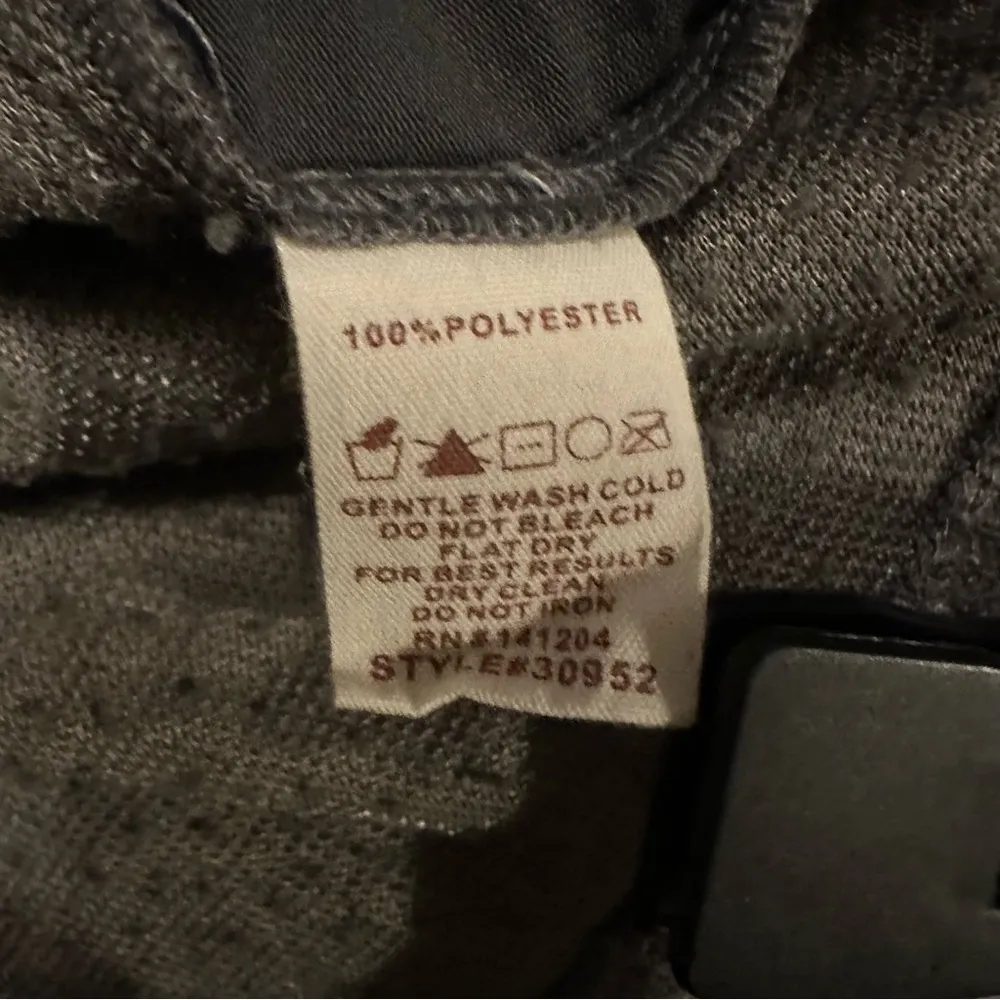 100%POLYESTER
GENTLE WASH COLD
DO NOT BLEACH
FLAT DRY
FOR BEST RESULTS
DRY CLEAN
DO NOT IRON
RN#141204
STYLE#30952